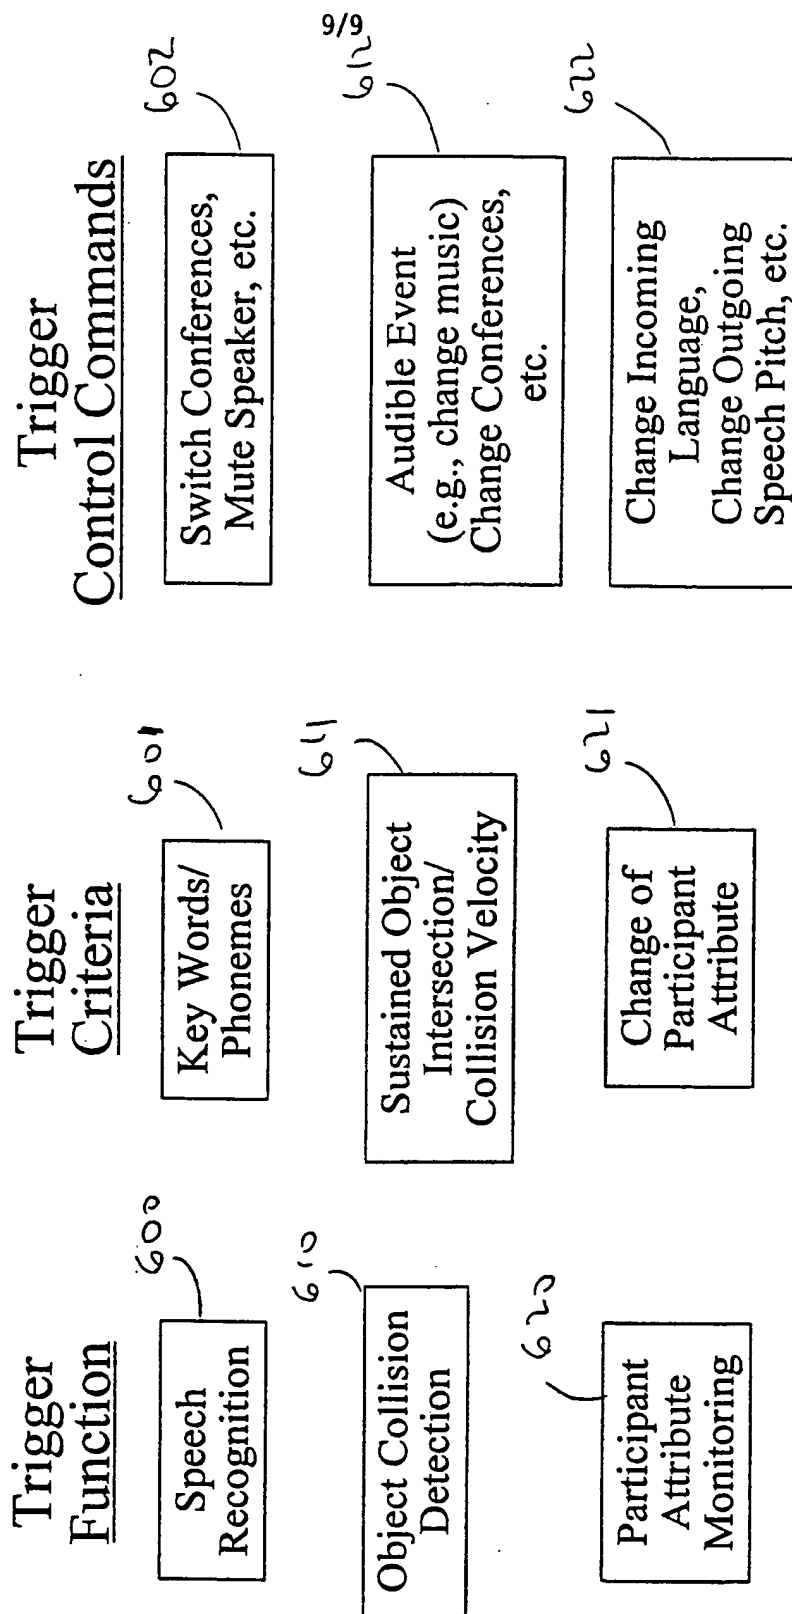 9/9
Trigger
Function
Trigger
Criteria
Trigger
Control Commands
600
Speech
Recognition
601
Key Words/
Phonemes
602
Switch Conferences,
Mute Speaker, etc.
610
Object Collision
Detection
611
Sustained Object
Intersection/
Collision Velocity
612
Audible Event
(e.g., change music)
Change Conferences,
etc.
620
Participant
Attribute
Monitoring
621
Change of
Participant
Attribute
622
Change Incoming
Language,
Change Outgoing
Speech Pitch, etc.